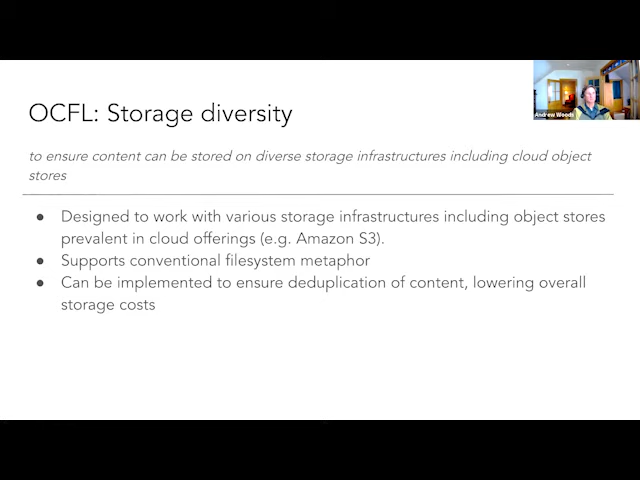 OCFL: Storage diversity
to ensure content can be stored on diverse storage infrastructures including cloud object
stores
● Designed to work with various storage infrastructures including object stores
prevalent in cloud offerings (e.g. Amazon S3).
● Supports conventional filesystem metaphor
● Can be implemented to ensure deduplication of content, lowering overall
storage costs
Andrew Woods